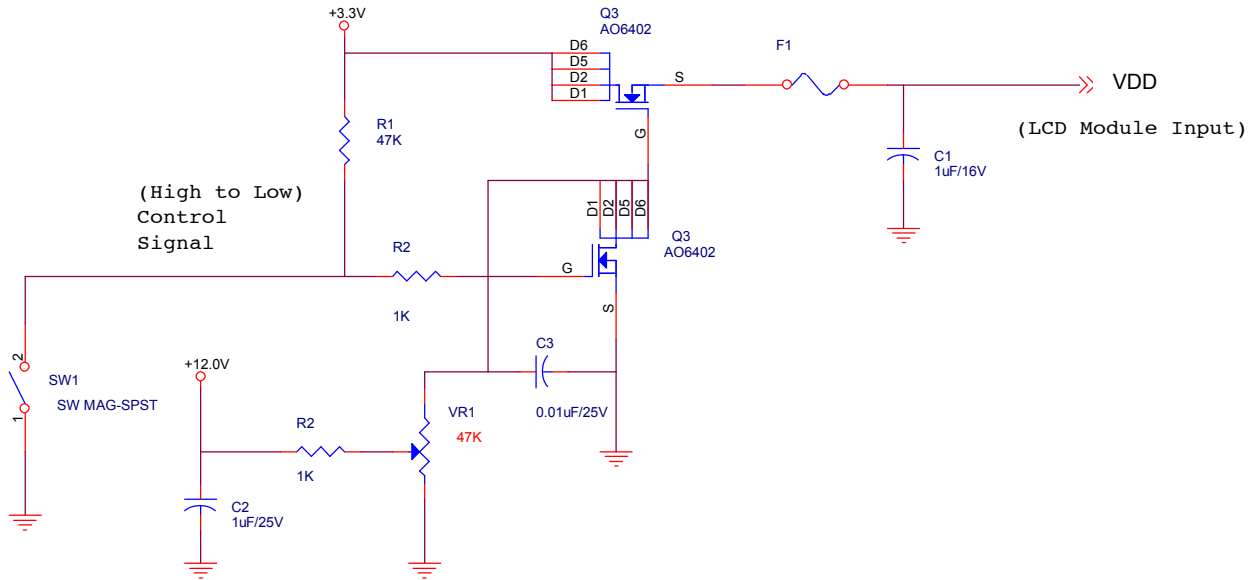 +3.3V
Q3
AO6402
D6
D5
D2
D1
S
G
F1
VDD
(LCD Module Input)
R1
47K
C1
1uF/16V
(High to Low)
Control
Signal
D1
D2
D5
D6
Q3
AO6402
R2
1K
G
S
C3
0.01uF/25V
2
1
SW1
SW MAG-SPST
+12.0V
R2
1K
VR1
47K
C2
1uF/25V